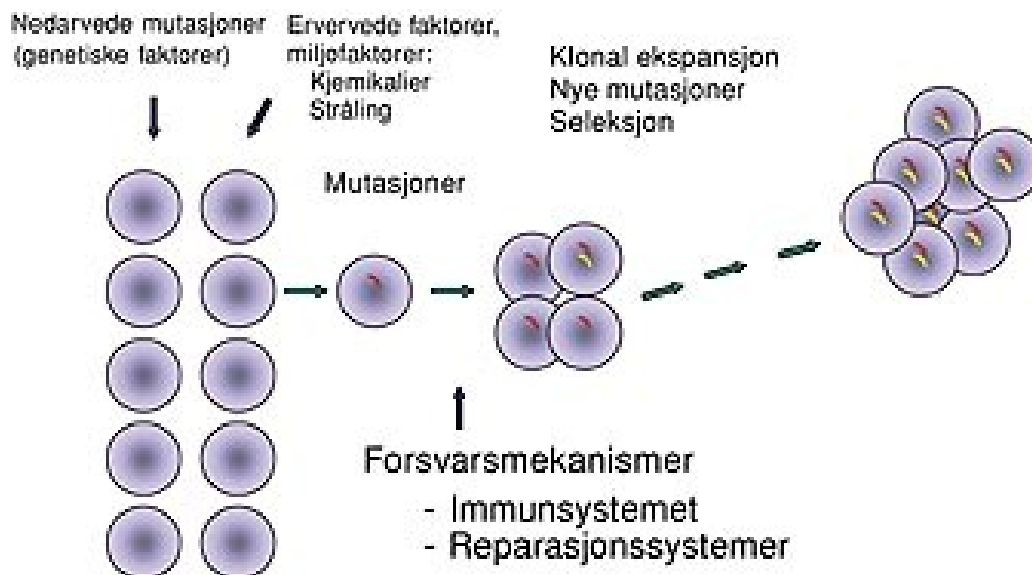 Nedarvede mutasjoner
(genetiske faktorer)
Ervervede faktorer,
miljøfaktorer:
Kjemikalier
Stråling
Mutasjoner
Klonal ekspansjon
Nye mutasjoner
Seleksjon
Forsvarsmekanismer
- Immunsystemet
- Reparasjonssystemer